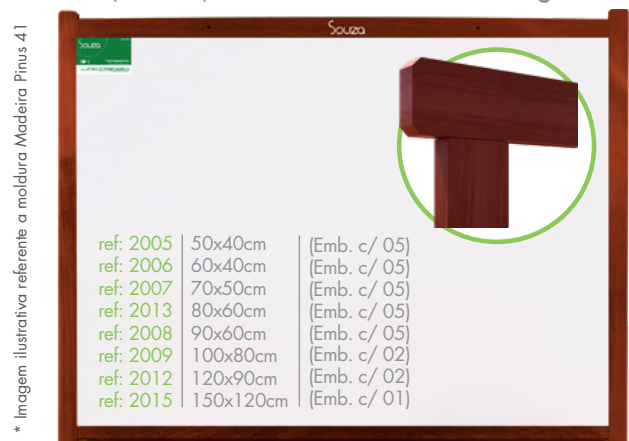 Souza
Souza
* Imagem ilustrativa referente a moldura Madeira Pinus 41
ref: 2005 50x40cm (Emb. c/ 05)
ref: 2006 60x40cm (Emb. c/ 05)
ref: 2007 70x50cm (Emb. c/ 05)
ref: 2013 80x60cm (Emb. c/ 05)
ref: 2008 90x60cm (Emb. c/ 05)
ref: 2009 100x80cm (Emb. c/ 02)
ref: 2012 120x90cm (Emb. c/ 02)
ref: 2015 150x120cm (Emb. c/ 01)